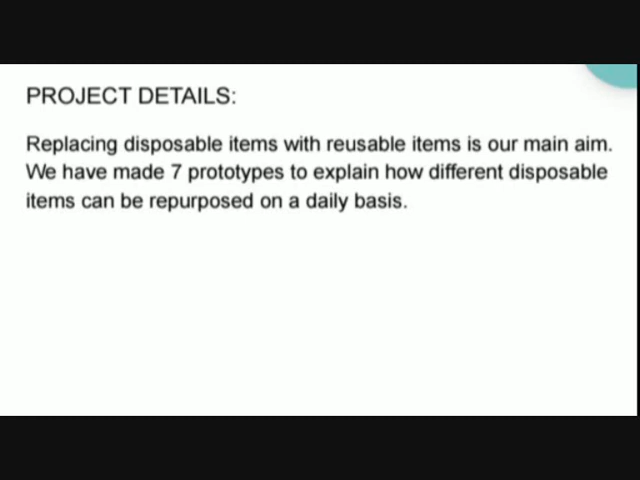 PROJECT DETAILS:
Replacing disposable items with reusable items is our main aim.
We have made 7 prototypes to explain how different disposable
items can be repurposed on a daily basis.